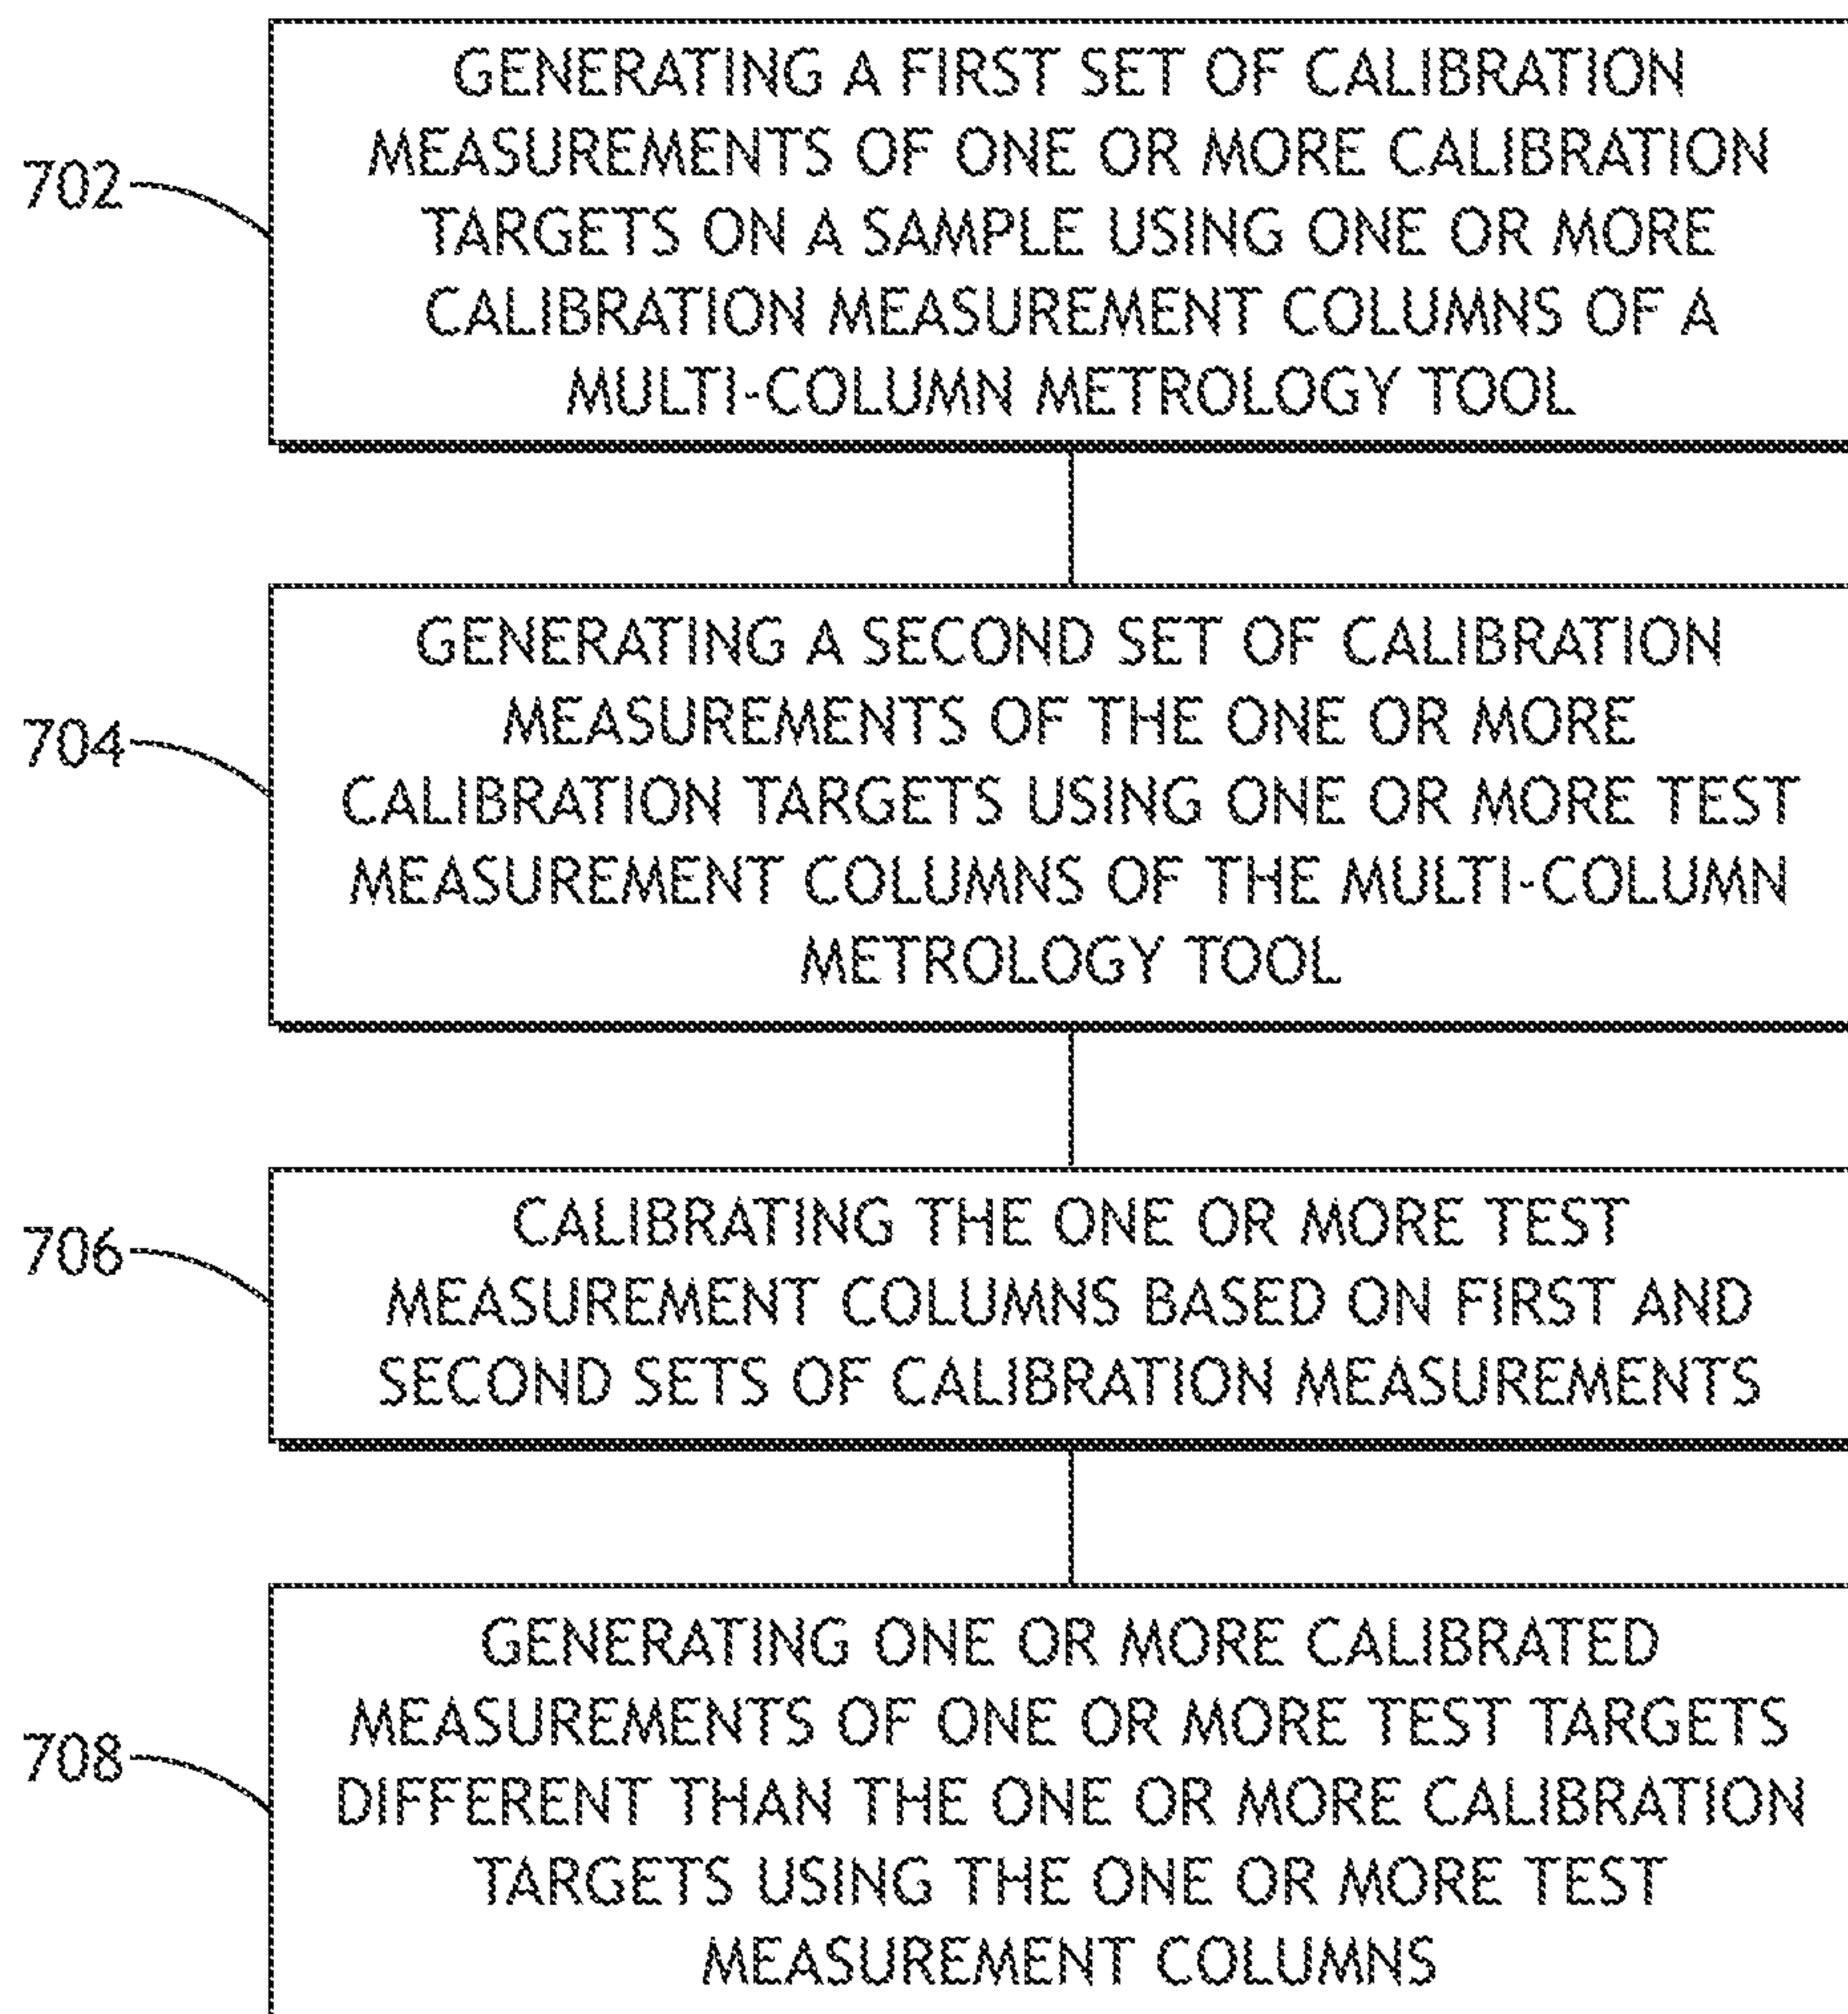 GENERATING A FIRST SET OF CALIBRATION
MEASUREMENTS OF ONE OR MORE CALIBRATION
702
TARGETS ON A SAMPLE USING ONE OR MORE
CALIBRATION MEASUREMENT COLUMNS OF A
MULTI-COLUMN METROLOGY TOOL
GENERATING A SECOND SET OF CALIBRATION
MEASUREMENTS OF THE ONE OR MORE
704
CALIBRATION TARGETS USING ONE OR MORE TEST
MEASUREMENT COLUMNS OF THE MULTI-COLUMN
METROLOGY TOOL
CALIBRATING THE ONE OR MORE TEST
706
MEASUREMENT COLUMNS BASED ON FIRST AND
SECOND SETS OF CALIBRATION MEASUREMENTS
GENERATING ONE OR MORE CALIBRATED
MEASUREMENTS OF ONE OR MORE TEST TARGETS
708
DIFFERENT THAN THE ONE OR MORE CALIBRATION
TARGETS USING THE ONE OR MORE TEST
MEASUREMENT COLUMNS